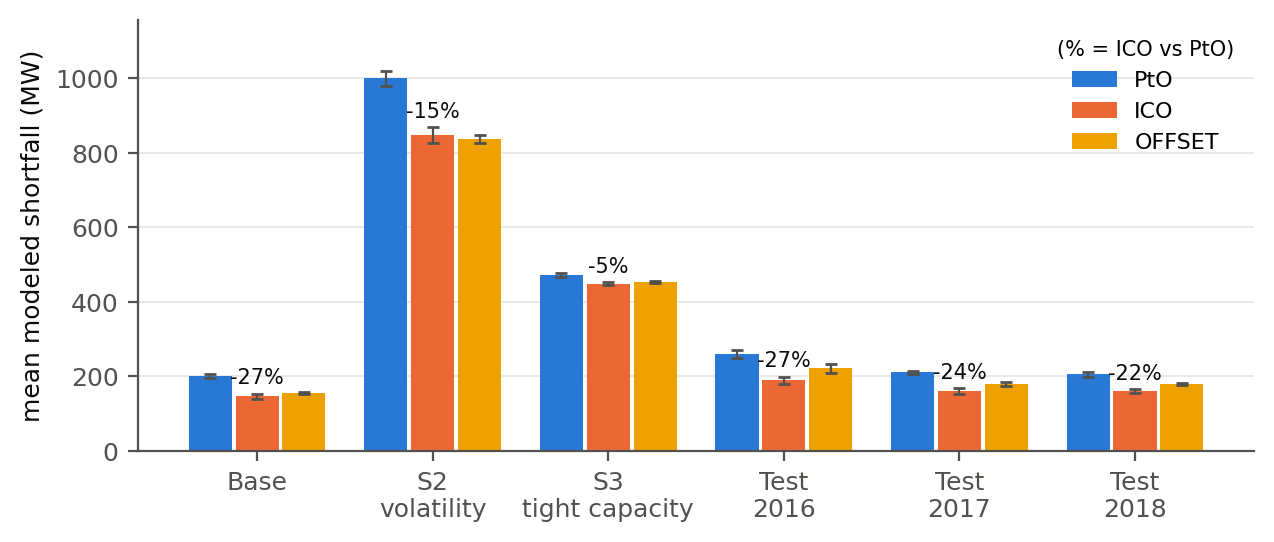 mean modeled shortfall (MW)
1000
800
600
400
200
0
(% = ICO vs PtO)
PtO
ICO
OFFSET
-27%
-15%
-5%
-27%
-24%
-22%
Base
S2
volatility
S3
tight capacity
Test
2016
Test
2017
Test
2018